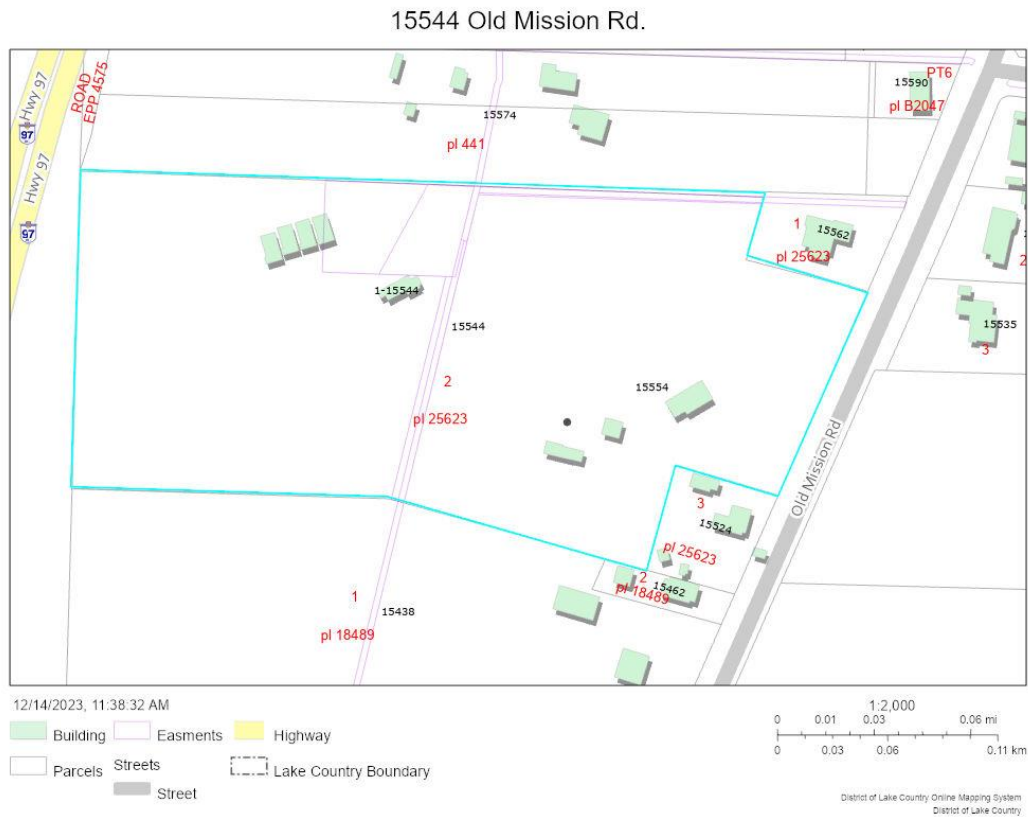 15544 Old Mission Rd.
Hwy 97
97
Hwy 97
97
ROAD
EPP 4575
15574
pl 441
PT6
15590
pl B2047
1
15562
pl 25623
2
15535
3
1-15544
15544
2
pl 25623
15554
Old Mission Rd
3
15524
pl 25623
2
15462
pl 18489
1
15438
pl 18489
12/14/2023, 11:38:32 AM
Building
Easments
Highway
Parcels
Streets
Lake Country Boundary
Street
1:2,000
0 0.01 0.03 0.06 mi
0 0.03 0.06 0.11 km
District of Lake Country Online Mapping System
District of Lake Country